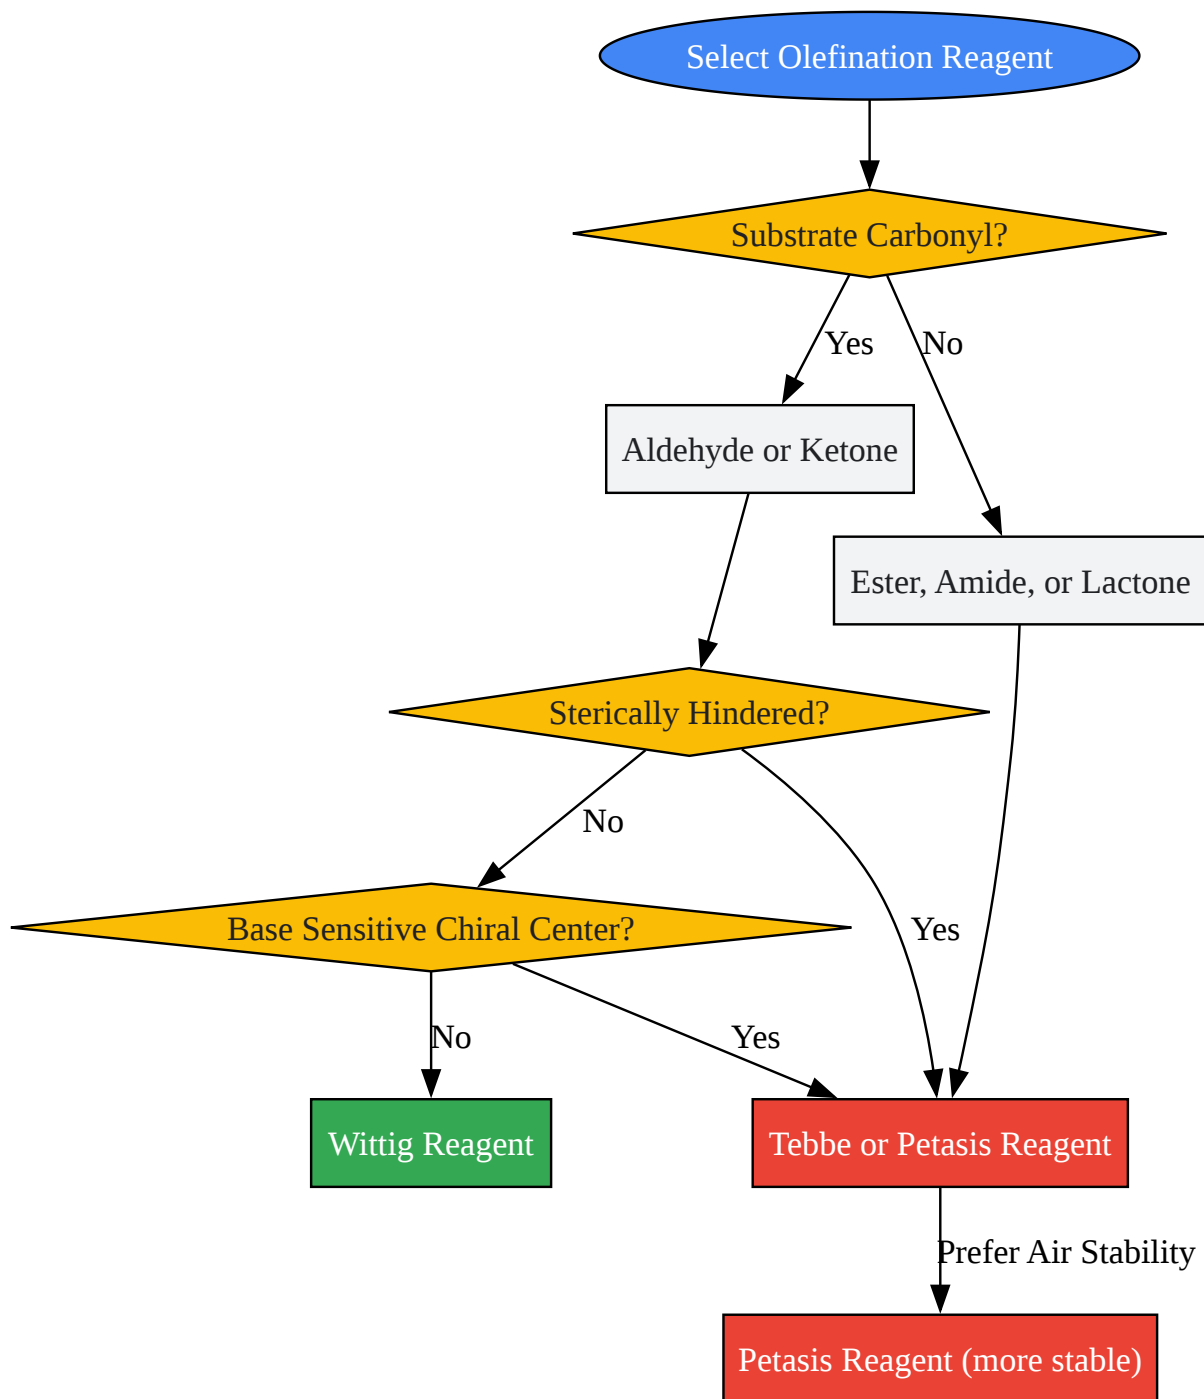 Select Olefination Reagent
Substrate Carbonyl?
Yes
No
Aldehyde or Ketone
Ester, Amide, or Lactone
Sterically Hindered?
No
Yes
Base Sensitive Chiral Center?
No
Yes
Wittig Reagent
Tebbe or Petasis Reagent
Prefer Air Stability
Petasis Reagent (more stable)